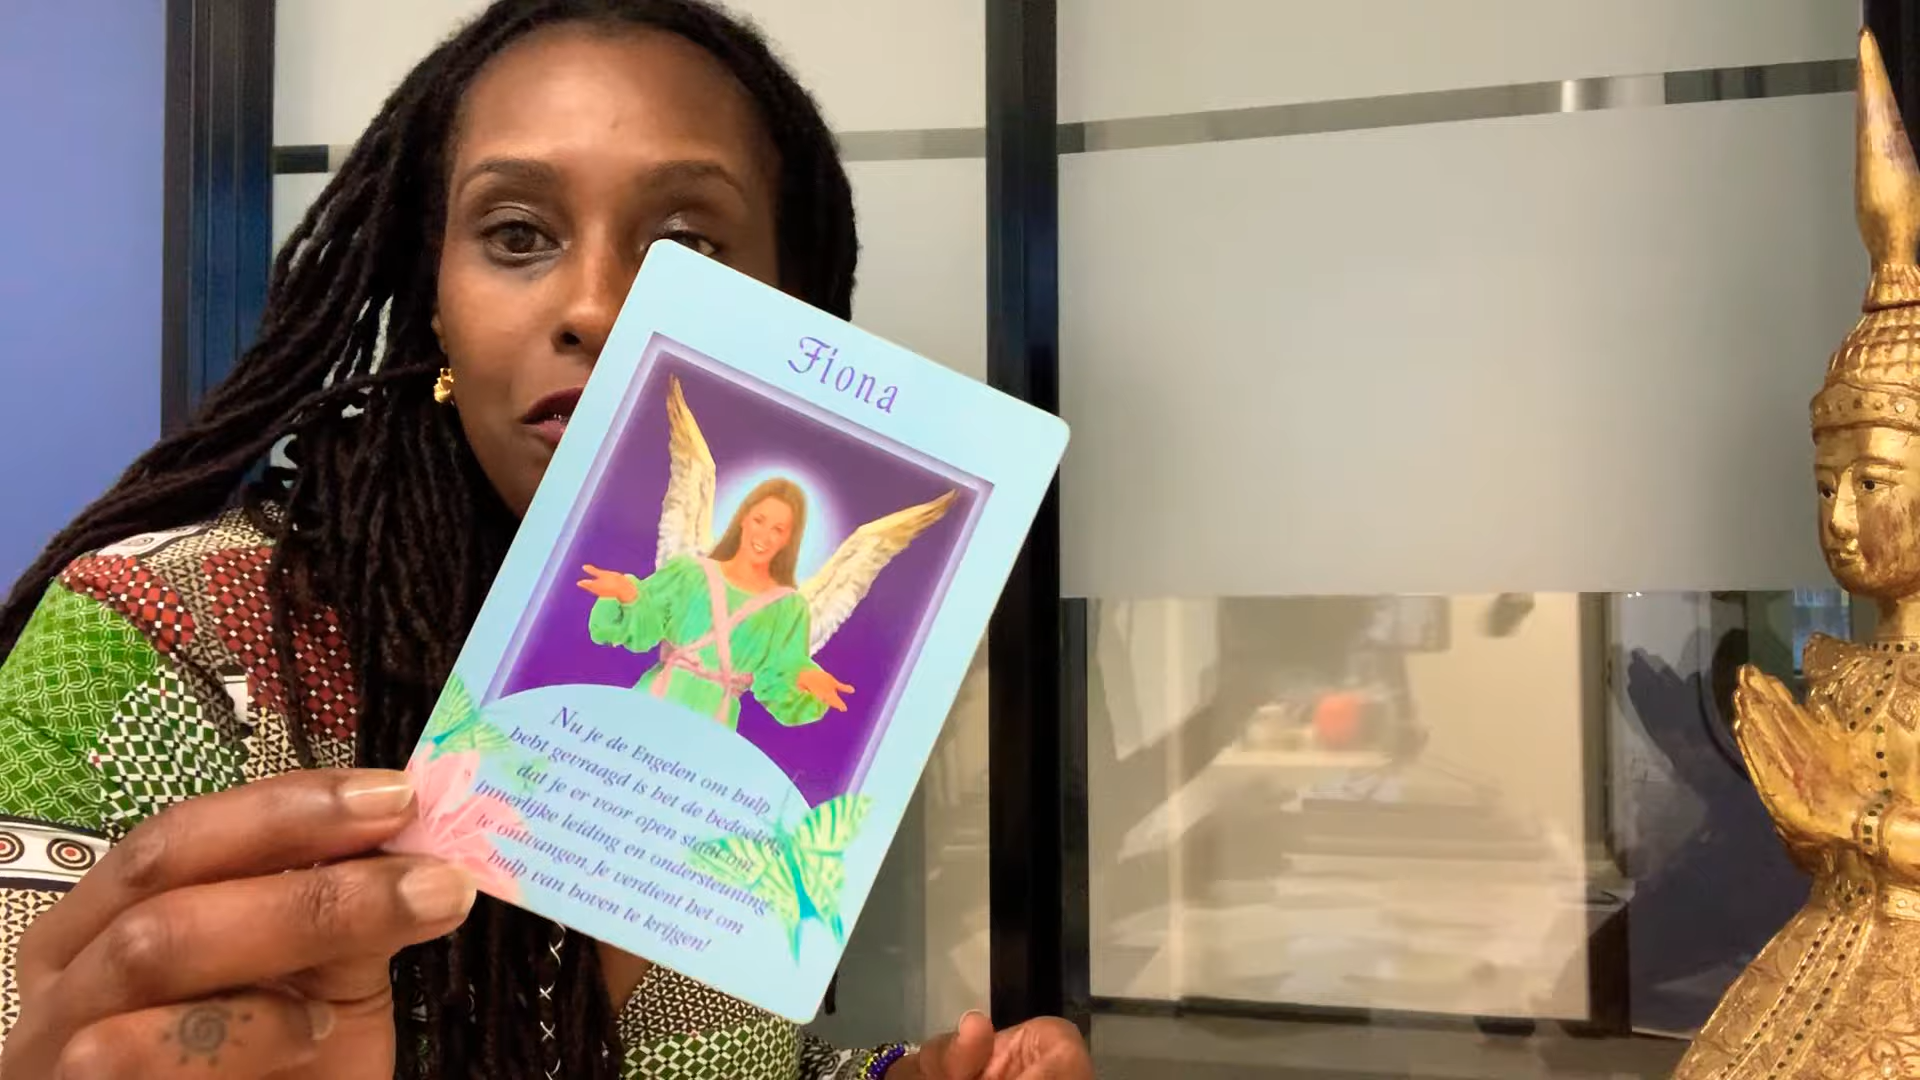 Fiona
Nu je de Engelen om hulp
hebt gevraagd is het de bedoeling
dat je er voor open staat om
innerlijke leiding en ondersteuning
te ontvangen. Je verdient het om
hulp van boven te krijgen!